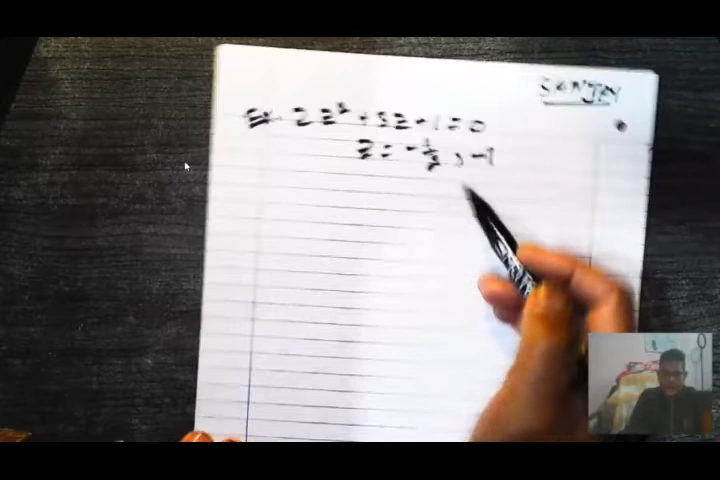 SANJAY
Ex. 2z² + 3z + 1 = 0
z = -1/2, -1